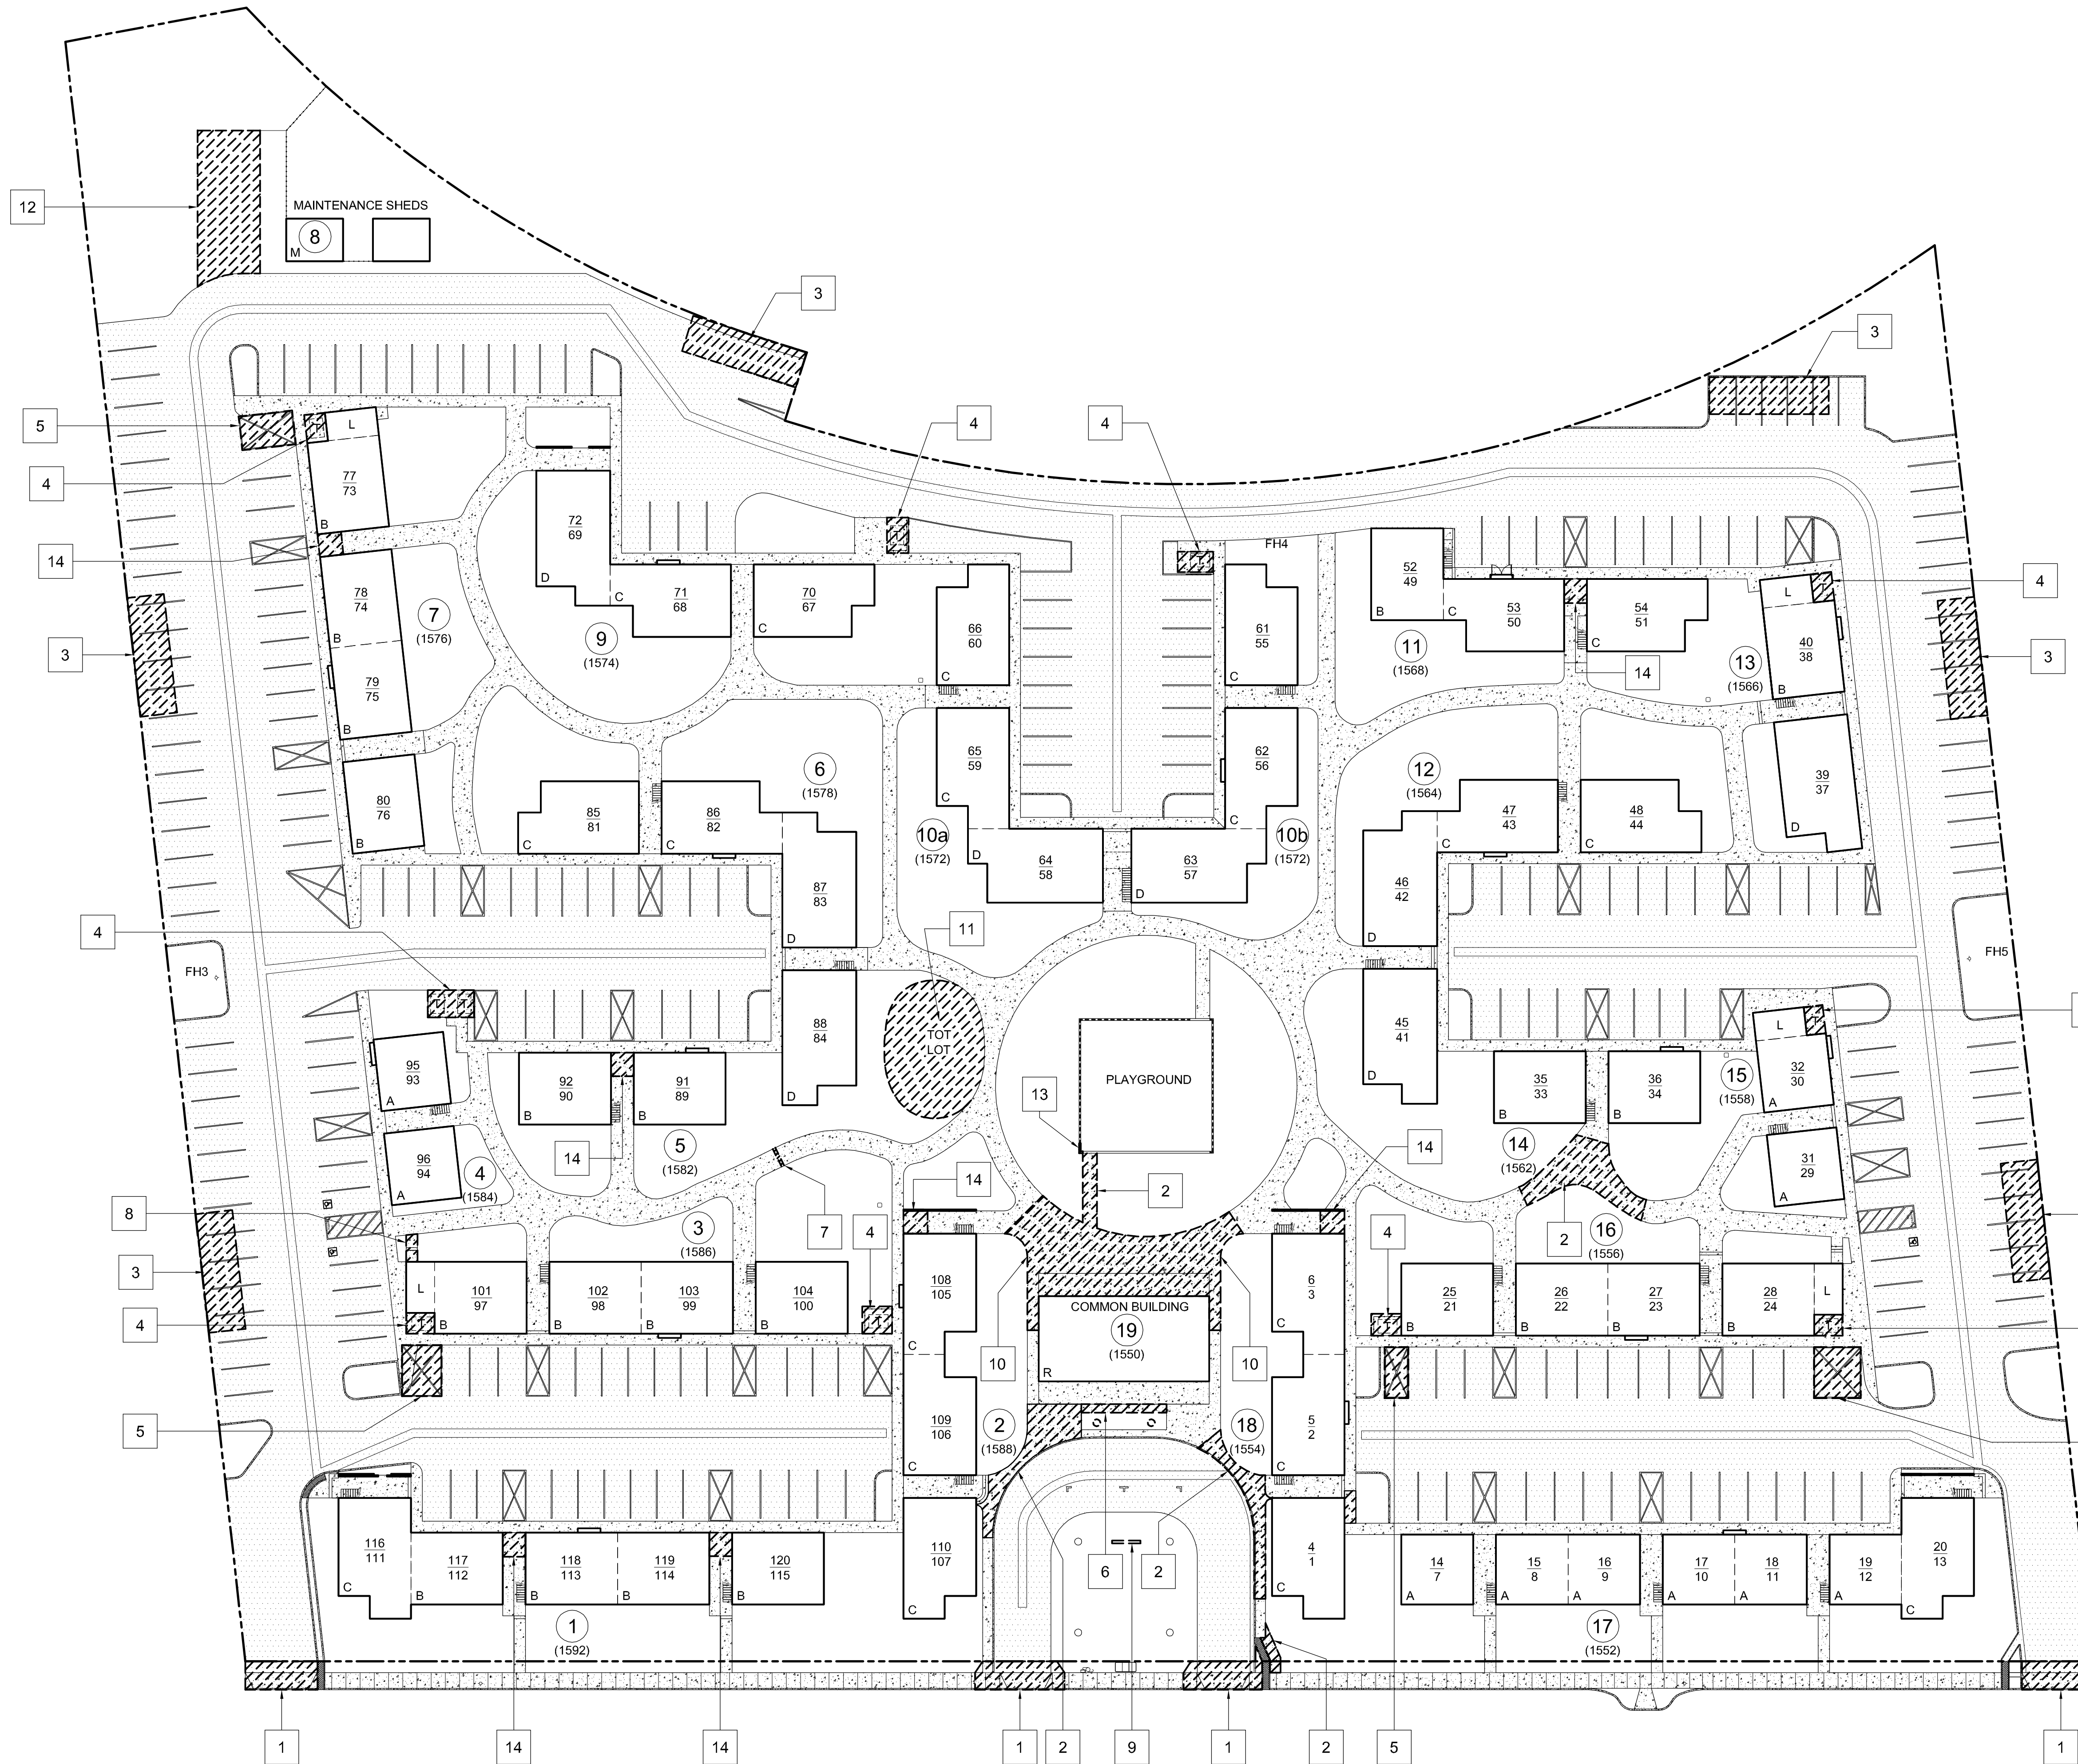 12
MAINTENANCE SHEDS
8
M
3
3
5
4
4
4
L
T
77
73
B
14
72
69
D
T
T
FH4
52
49
B
C
53
50
54
51
C
L
T
4
78
74
B
7
(1576)
9
(1574)
C
71
68
70
67
C
66
60
C
61
55
C
11
(1568)
14
13
(1566)
40
38
B
3
3
79
75
B
6
(1578)
65
59
C
62
56
C
12
(1564)
39
37
D
80
76
B
85
81
C
86
82
C
10a
(1572)
D
64
58
10b
(1572)
63
57
D
47
43
C
48
44
C
87
83
D
46
42
D
4
11
FH3
FH5
T T
88
84
D
TOT
LOT
45
41
D
L
T
95
93
A
92
90
B
91
89
B
PLAYGROUND
35
33
B
36
34
B
15
(1558)
32
30
A
13
14
5
(1582)
14
(1562)
14
96
94
A
4
(1584)
14
2
31
29
A
8
3
(1586)
7
4
4
2
16
(1556)
3
L
T
101
97
B
102
98
B
103
99
B
104
100
B
T
108
105
C
COMMON BUILDING
19
(1550)
R
6
3
C
T
25
21
B
26
22
B
27
23
B
28
24
B
L
T
4
10
10
5
109
106
C
2
(1588)
18
(1554)
5
2
C
116
111
C
117
112
B
118
113
B
119
114
B
120
115
B
110
107
C
6
2
4
1
C
14
7
A
15
8
A
16
9
A
17
10
A
18
11
A
19
12
A
20
13
C
1
(1592)
17
(1552)
1
14
14
1
2
9
1
2
5
1